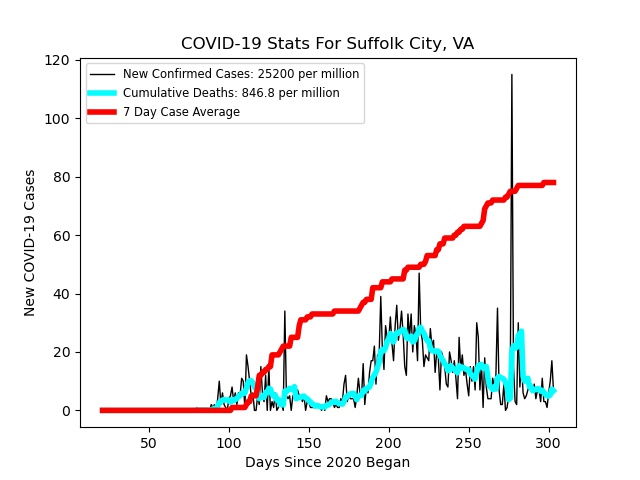 COVID-19 Stats For Suffolk City, VA
New Confirmed Cases: 25200 per million
Cumulative Deaths: 846.8 per million
7 Day Case Average
New COVID-19 Cases
120
100
80
60
40
20
0
50 100 150 200 250 300
Days Since 2020 Began